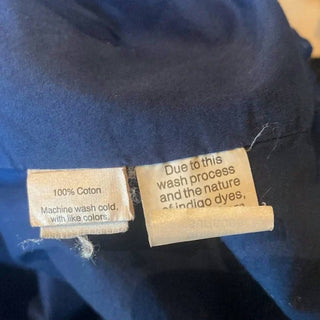 100% Coton
Machine wash cold.
with like colors.
Due to this
wash process
and the nature
of indigo dyes,